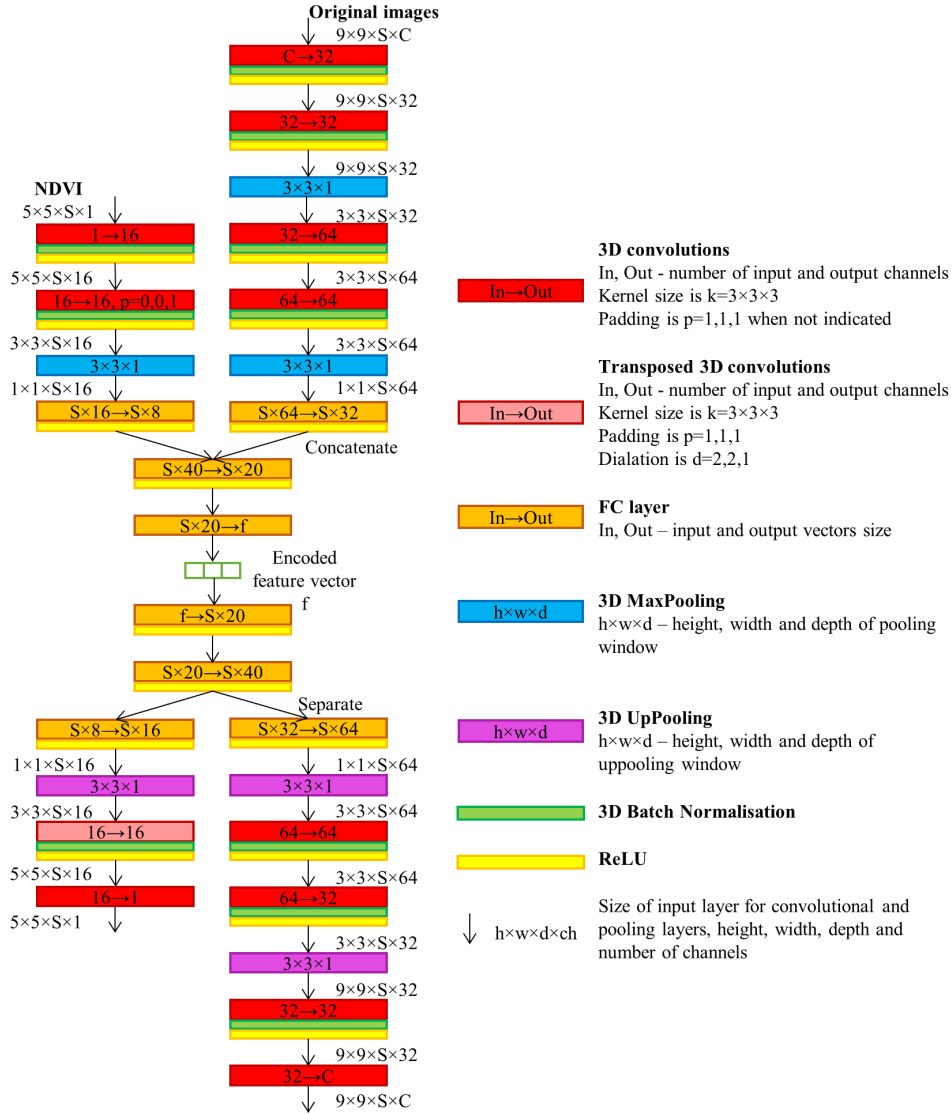 Original images
9×9×S×C
C→32
9×9×S×32
32→32
9×9×S×32
3×3×1
3×3×S×32
32→64
3×3×S×64
64→64
3×3×S×64
3×3×1
1×1×S×64
S×64→S×32
NDVI
5×5×S×1
1→16
5×5×S×16
16→16, p=0,0,1
3×3×S×16
3×3×1
1×1×S×16
S×16→S×8
Concatenate
S×40→S×20
S×20→f
Encoded
feature vector
f
f→S×20
S×20→S×40
Separate
S×8→S×16
1×1×S×16
3×3×1
3×3×S×16
16→16
5×5×S×16
16→1
5×5×S×1
S×32→S×64
1×1×S×64
3×3×1
3×3×S×64
64→64
3×3×S×64
64→32
3×3×S×32
3×3×1
9×9×S×32
32→32
9×9×S×32
32→C
9×9×S×C
In→Out
3D convolutions
In, Out - number of input and output channels
Kernel size is k=3×3×3
Padding is p=1,1,1 when not indicated
In→Out
Transposed 3D convolutions
In, Out - number of input and output channels
Kernel size is k=3×3×3
Padding is p=1,1,1
Dialation is d=2,2,1
In→Out
FC layer
In, Out – input and output vectors size
h×w×d
3D MaxPooling
h×w×d – height, width and depth of pooling
window
h×w×d
3D UpPooling
h×w×d – height, width and depth of
uppooling window
3D Batch Normalisation
ReLU
h×w×d×ch
Size of input layer for convolutional and
pooling layers, height, width, depth and
number of channels